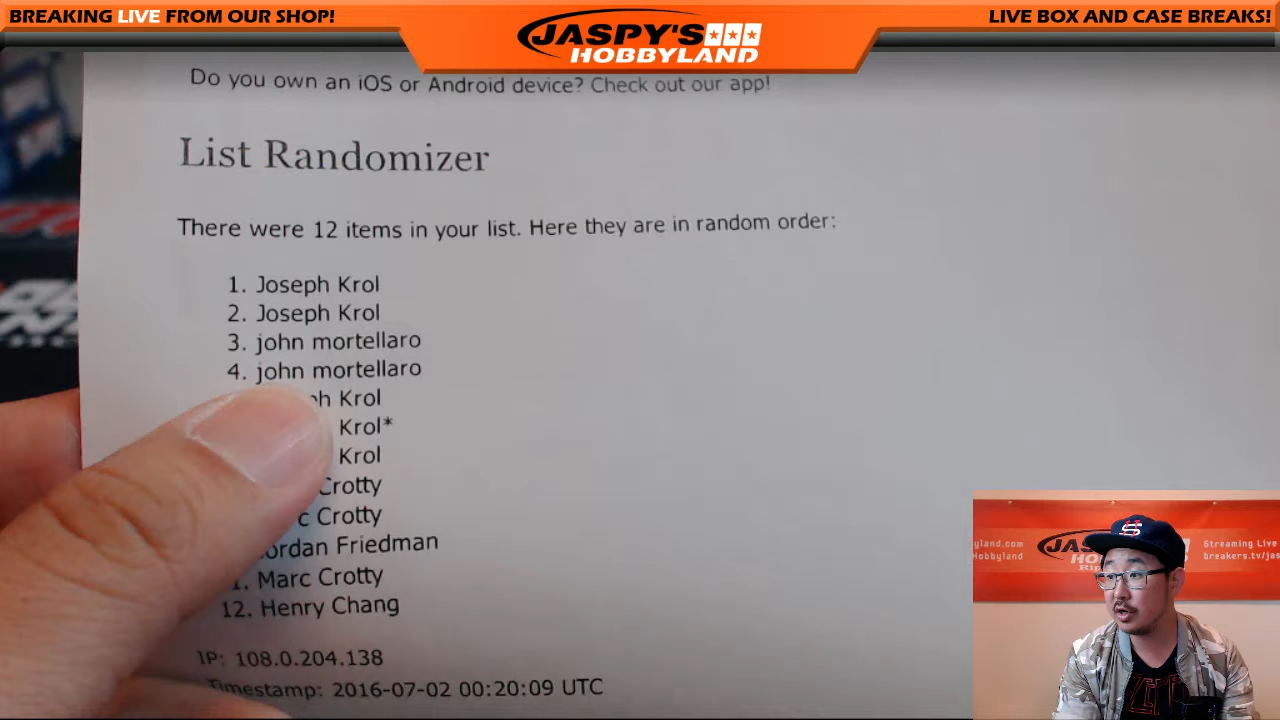 BREAKING LIVE FROM OUR SHOP!
JASPY'S
HOBBYLAND
LIVE BOX AND CASE BREAKS!
Do you own an iOS or Android device? Check out our app!
List Randomizer
There were 12 items in your list. Here they are in random order:
1. Joseph Krol
2. Joseph Krol
3. john mortellaro
4. john mortellaro
Krol
Krol*
Krol
Crotty
Crotty
Friedman
Marc Crotty
12. Henry Chang
IP: 108.0.204.138
Timestamp: 2016-07-02 00:20:09 UTC
Streaming Live